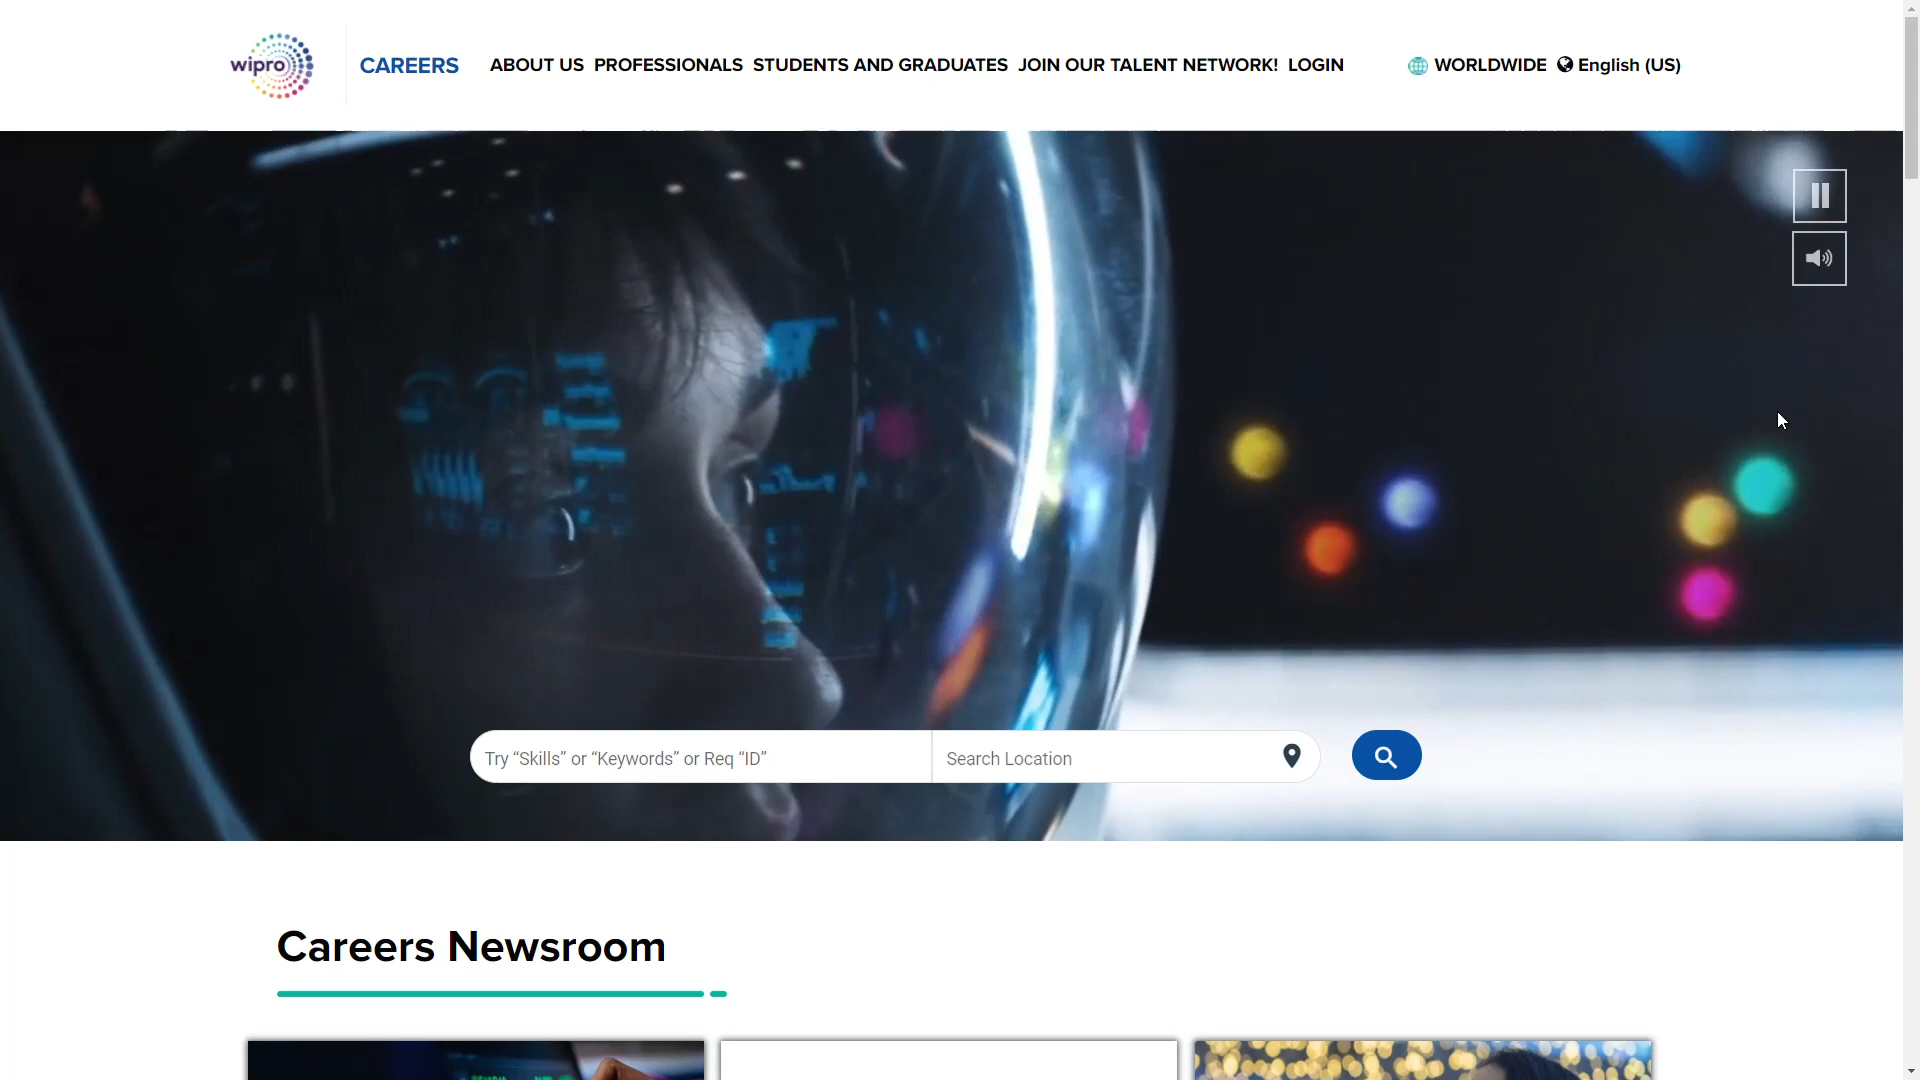 wipro
CAREERS
ABOUT US PROFESSIONALS STUDENTS AND GRADUATES JOIN OUR TALENT NETWORK! LOGIN
WORLDWIDE English (US)
Try “Skills” or “Keywords” or Req “ID”
Search Location
Careers Newsroom